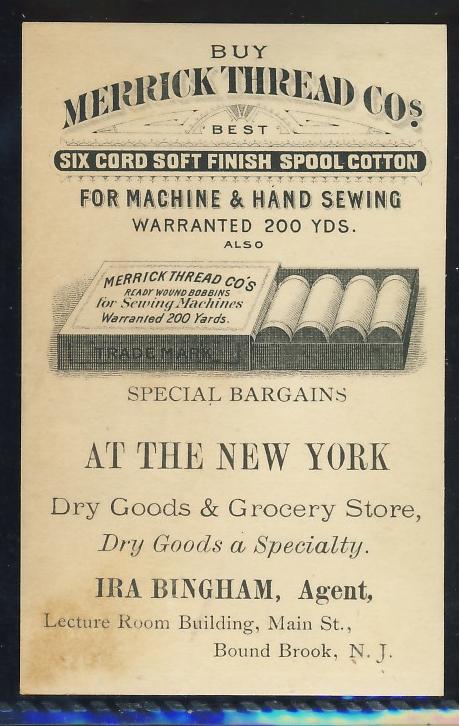 BUY
MERRICK THREAD COS.
BEST
SIX CORD SOFT FINISH SPOOL COTTON
FOR MACHINE & HAND SEWING
WARRANTED 200 YDS.
ALSO
MERRICK THREAD CO'S
READY WOUND BOBBINS
for Sewing Machines
Warranted 200 Yards.
TRADE MARK
SPECIAL BARGAINS
AT THE NEW YORK
Dry Goods & Grocery Store,
Dry Goods a Specialty.
IRA BINGHAM, Agent,
Lecture Room Building, Main St.,
Bound Brook, N. J.